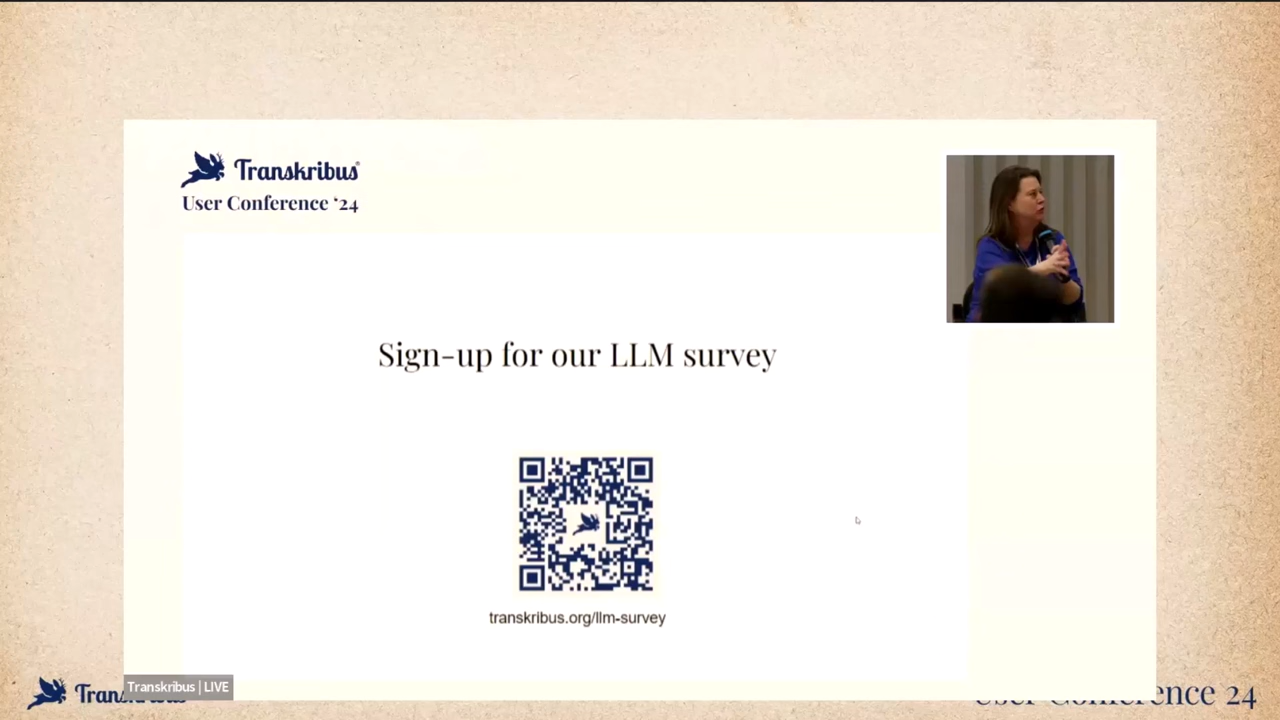 Transkribus
User Conference ‘24
Sign-up for our LLM survey
transkribus.org/llm-survey
Transkribus | LIVE
Transkribus
User Conference 24